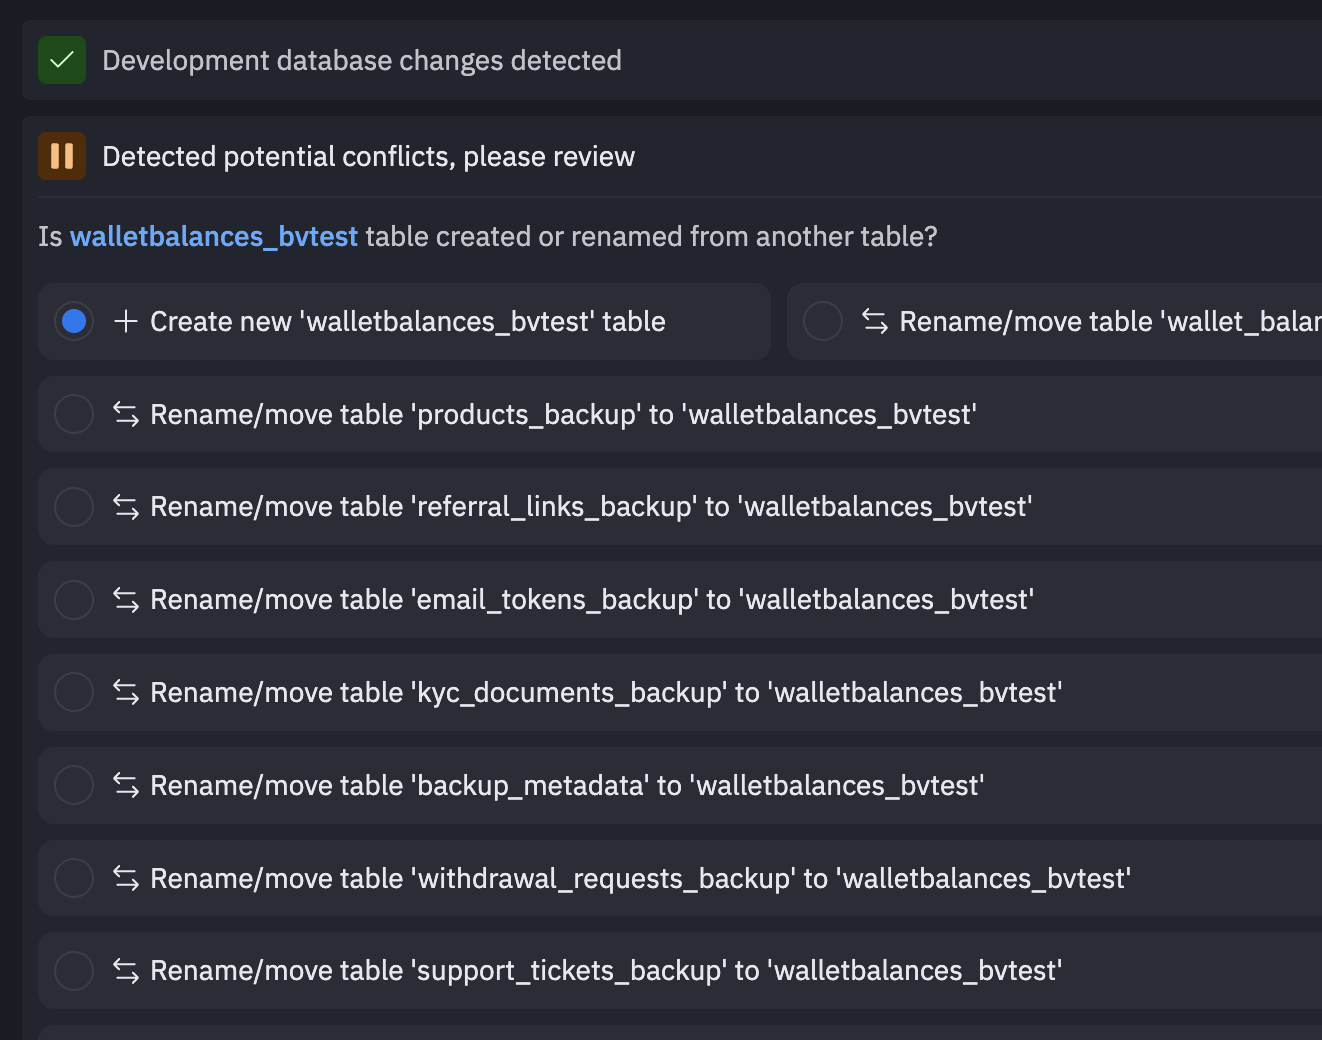 Development database changes detected
Detected potential conflicts, please review
Is walletbalances_bvtest table created or renamed from another table?
Create new 'walletbalances_bvtest' table
Rename/move table 'wallet_balan
Rename/move table 'products_backup' to 'walletbalances_bvtest'
Rename/move table 'referral_links_backup' to 'walletbalances_bvtest'
Rename/move table 'email_tokens_backup' to 'walletbalances_bvtest'
Rename/move table 'kyc_documents_backup' to 'walletbalances_bvtest'
Rename/move table 'backup_metadata' to 'walletbalances_bvtest'
Rename/move table 'withdrawal_requests_backup' to 'walletbalances_bvtest'
Rename/move table 'support_tickets_backup' to 'walletbalances_bvtest'